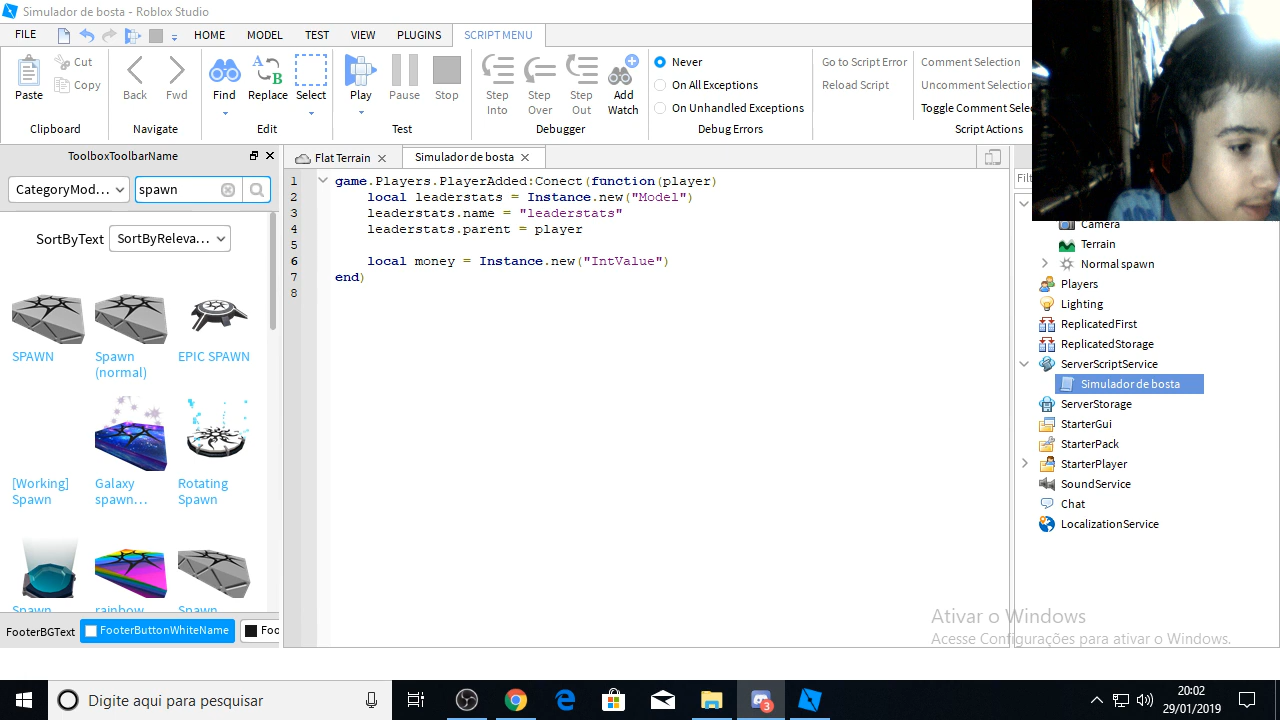 Simulador de bosta - Roblox Studio
FILE HOME MODEL TEST VIEW PLUGINS SCRIPT MENU
Paste Cut Copy Back Fwd Find Replace Select Play Pause Stop Step Into Step Over Step Out Add Watch
Never
On All Exceptions
On Unhandled Exceptions
Go to Script Error
Reload Script
Comment Selection
Uncomment Selection
Toggle Comment Selec
Clipboard Navigate Edit Test Debugger Debug Errors Script Actions
ToolboxToolbarName
CategoryMod... spawn
SortByText SortByReleva...
SPAWN
Spawn (normal)
EPIC SPAWN
[Working] Spawn
Galaxy spawn...
Rotating Spawn
Spawn rainbow Spawn
FooterBGText FooterButtonWhiteName Foo
Flat Terrain Simulador de bosta
1 game.Players.PlayerAdded:Conect(function(player)
2 local leaderstats = Instance.new("Model")
3 leaderstats.name = "leaderstats"
4 leaderstats.parent = player
5
6 local money = Instance.new("IntValue")
7 end)
8
Filt
Camera
Terrain
Normal spawn
Players
Lighting
ReplicatedFirst
ReplicatedStorage
ServerScriptService
Simulador de bosta
ServerStorage
StarterGui
StarterPack
StarterPlayer
SoundService
Chat
LocalizationService
Ativar o Windows
Acesse Configurações para ativar o Windows.
Digite aqui para pesquisar
3
20:02
29/01/2019